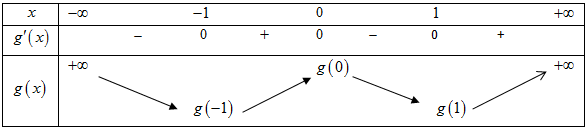 x −∞ −1 0 1 +∞
g′(x) − 0 + 0 − 0 +
+∞ g(0) +∞
g(x)
g(−1) g(1)